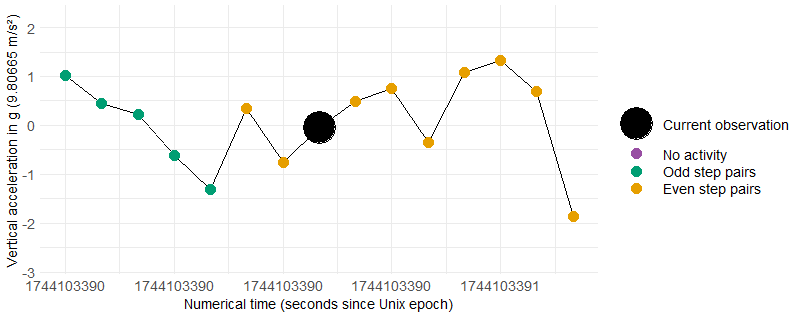 Vertical acceleration in g (9.80665 m/s²)
2
1
0
-1
-2
-3
1744103390 1744103390 1744103390 1744103390 1744103391
Numerical time (seconds since Unix epoch)
Current observation
No activity
Odd step pairs
Even step pairs